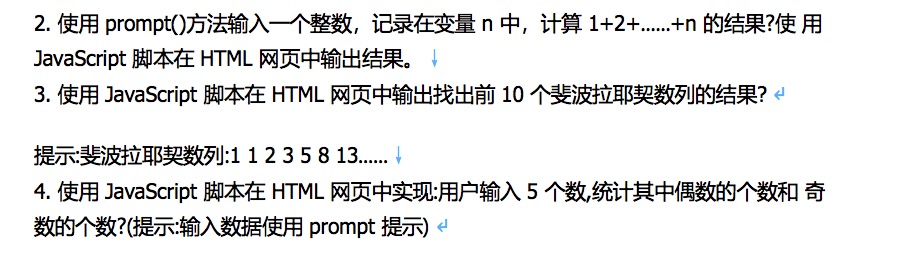 2. 使用 prompt()方法输入一个整数，记录在变量 n 中，计算 1+2+......+n 的结果?使 用
JavaScript 脚本在 HTML 网页中输出结果。 ↓
3. 使用 JavaScript 脚本在 HTML 网页中输出找出前 10 个斐波拉耶契数列的结果? ↵
提示:斐波拉耶契数列:1 1 2 3 5 8 13...... ↓
4. 使用 JavaScript 脚本在 HTML 网页中实现:用户输入 5 个数,统计其中偶数的个数和 奇
数的个数?(提示:输入数据使用 prompt 提示) ↵